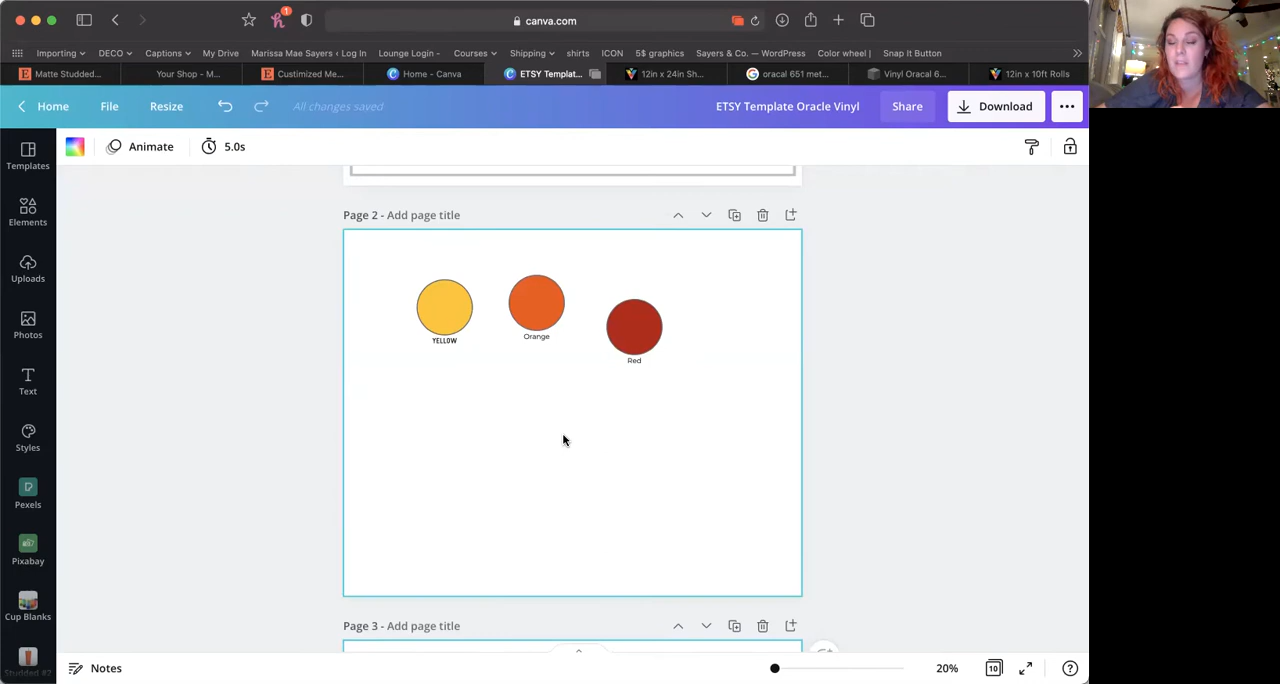 1
canva.com
Importing
DECO
Captions
My Drive
Marissa Mae Sayers ‹ Log In
Lounge Login -
Courses
Shipping
shirts
ICON
5$ graphics
Sayers & Co. — WordPress
Color wheel |
Snap It Button
Matte Studded...
Your Shop - M...
Custimized Me...
Home - Canva
ETSY Templat...
12in x 24in Sh...
oracal 651 met...
Vinyl Oracal 6...
12in x 10ft Rolls
Home
File
Resize
All changes saved
ETSY Template Oracle Vinyl
Share
Download
Animate
5.0s
Templates
Elements
Uploads
Photos
Text
Styles
Pexels
Pixabay
Cup Blanks
Studded #2
Page 2 - Add page title
YELLOW
Orange
Red
Page 3 - Add page title
Notes
20%
10